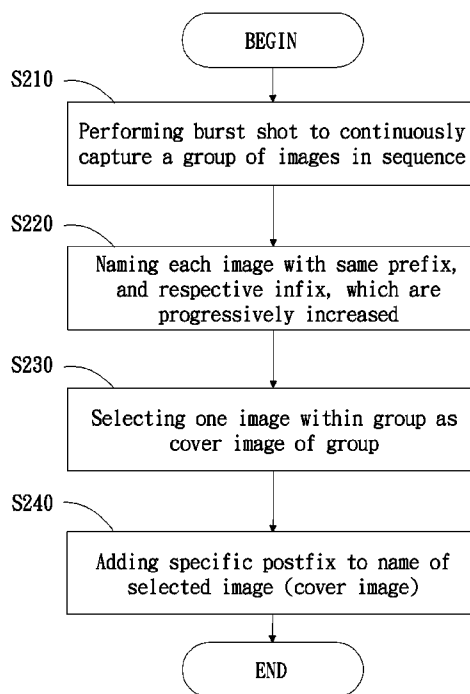 BEGIN
S210
Performing burst shot to continuously
capture a group of images in sequence
S220
Naming each image with same prefix,
and respective infix, which are
progressively increased
S230
Selecting one image within group as
cover image of group
S240
Adding specific postfix to name of
selected image (cover image)
END